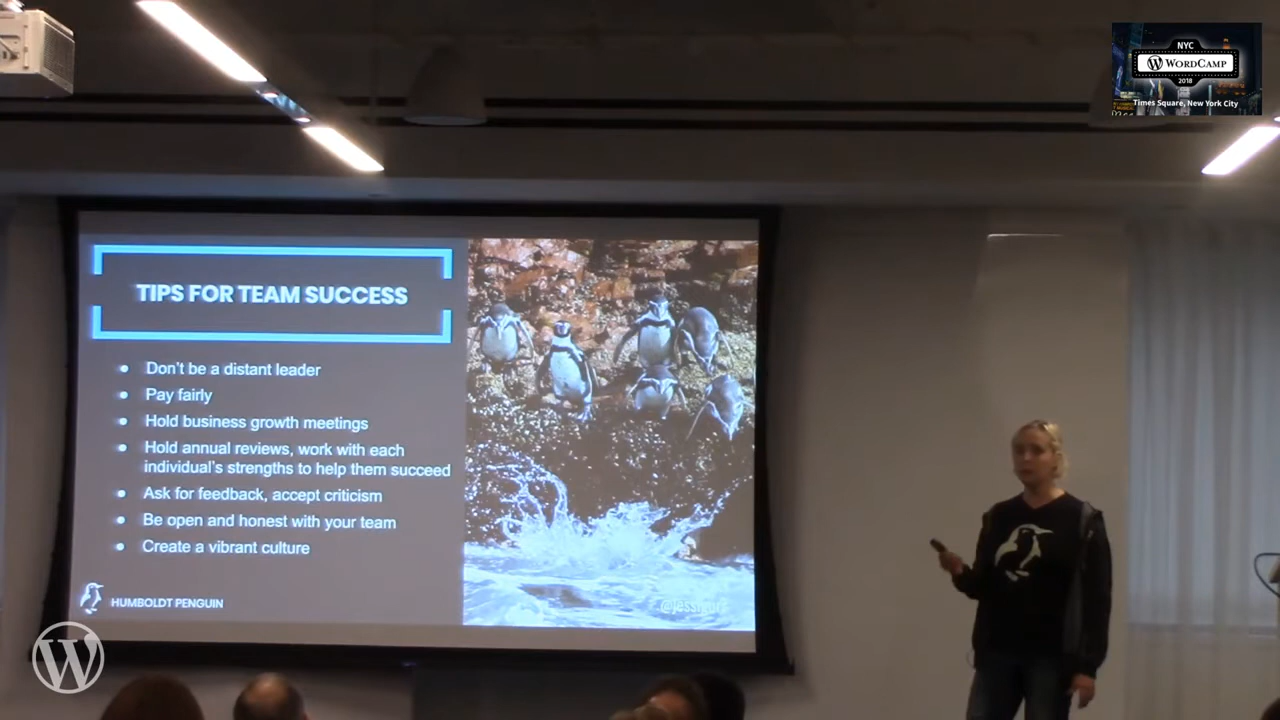 NYC
WORDCAMP
2018
Times Square, New York City
TIPS FOR TEAM SUCCESS
Don't be a distant leader
Pay fairly
Hold business growth meetings
Hold annual reviews, work with each
individual's strengths to help them succeed
Ask for feedback, accept criticism
Be open and honest with your team
Create a vibrant culture
HUMBOLDT PENGUIN